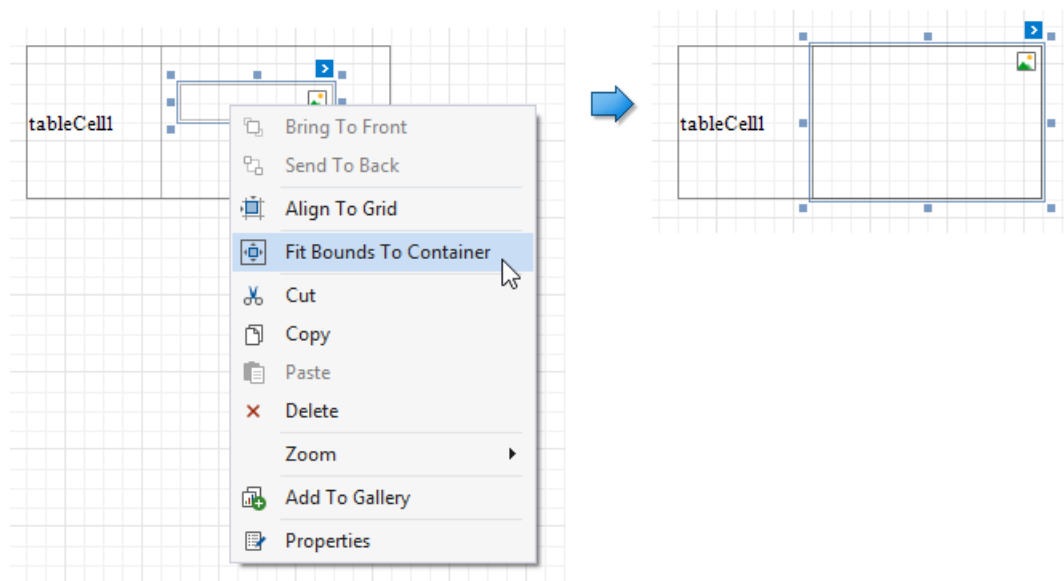 tableCell1
Bring To Front
Send To Back
Align To Grid
Fit Bounds To Container
Cut
Copy
Paste
Delete
Zoom
Add To Gallery
Properties
tableCell1